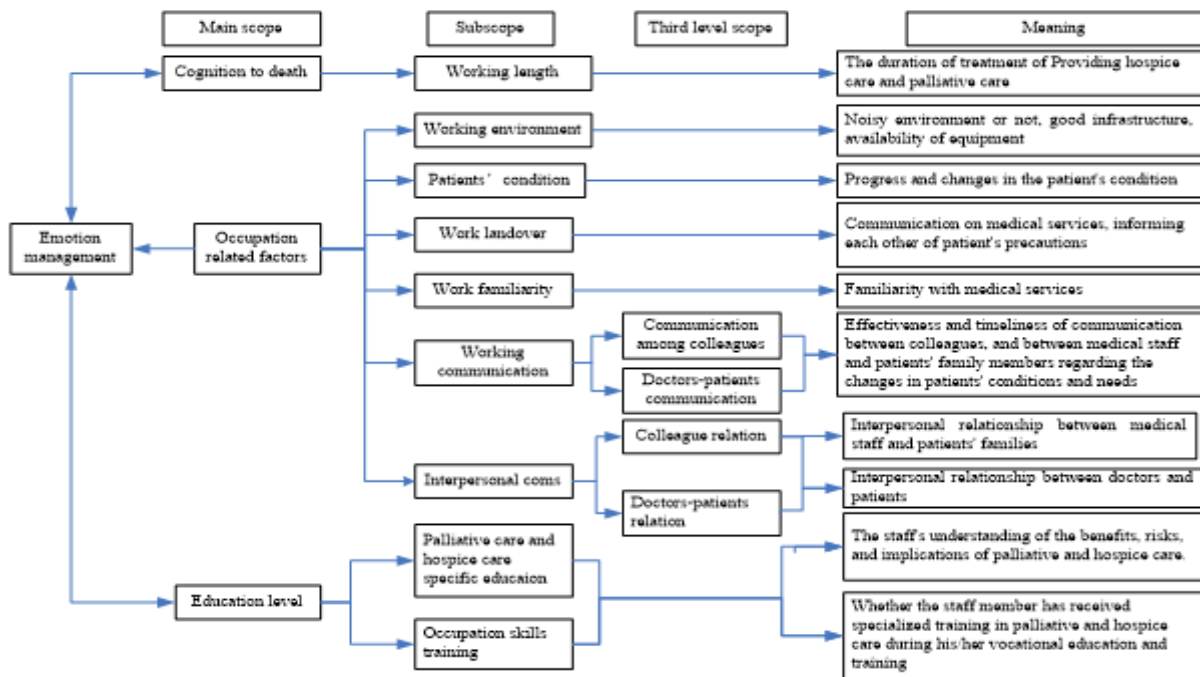 Main scope
Subscope
Third level scope
Meaning
Cognition to death
Working length
The duration of treatment of Providing hospice
care and palliative care
Working environment
Noisy environment or not, good infrastructure,
availability of equipment
Patients' condition
Progress and changes in the patient's condition
Emotion
management
Occupation
related factors
Work landover
Communication on medical services, informing
each other of patient's precautions
Work familiarity
Familiarity with medical services
Working
communication
Communication
among colleagues
Doctors-patients
communication
Effectiveness and timeliness of communication
between colleagues, and between medical
staff and patients' family members regarding the
changes in patients' conditions and needs
Interpersonal coms
Colleague relation
Doctors-patients
relation
Interpersonal relationship between medical
staff and patients' families
Interpersonal relationship between doctors and
patients
Education level
Palliative care and
hospice care
specific educaion
Occupation skills
training
The staff's understanding of the benefits, risks,
and implications of palliative and hospice care.
Whether the staff member has received
specialized training in palliative and hospice
care during his/her vocational education and
training